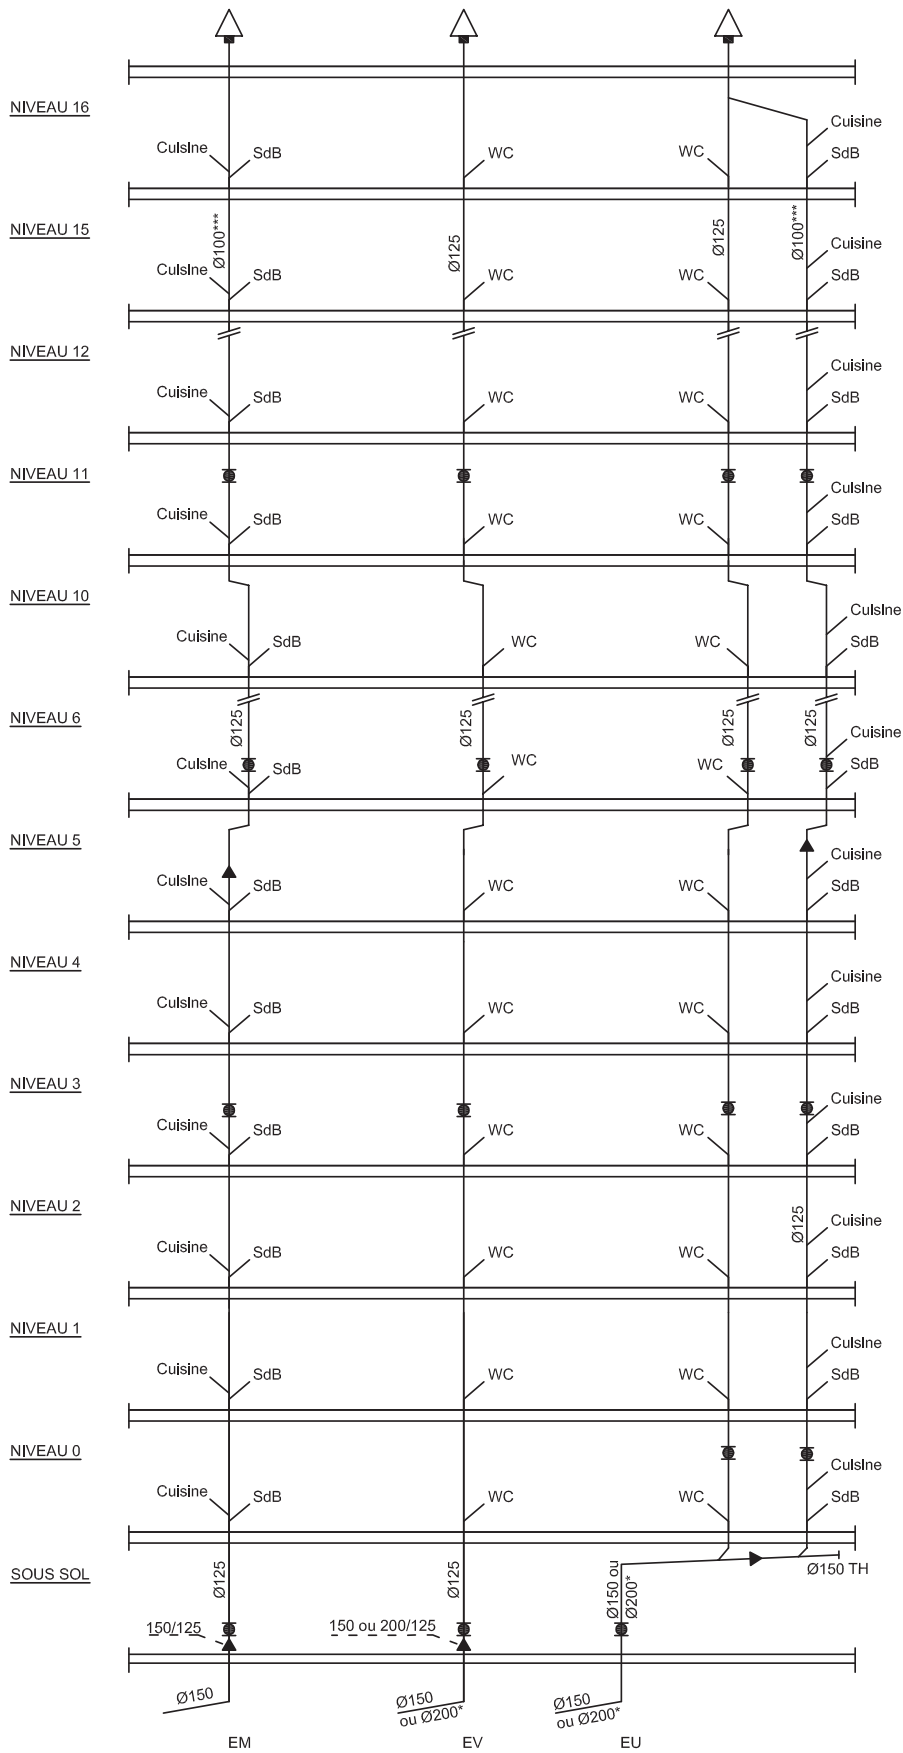 NIVEAU 16
Cuisine
SdB
WC
WC
Cuisine
SdB
NIVEAU 15
Ø100***
Ø125
Ø125
Ø100***
Cuisine
SdB
WC
WC
Cuisine
SdB
NIVEAU 12
Cuisine
SdB
WC
WC
Cuisine
SdB
NIVEAU 11
Cuisine
SdB
WC
WC
Cuisine
SdB
NIVEAU 10
Cuisine
SdB
WC
WC
Cuisine
SdB
NIVEAU 6
Ø125
Ø125
Ø125
Ø125
Cuisine
SdB
WC
WC
Cuisine
SdB
NIVEAU 5
Cuisine
SdB
WC
WC
Cuisine
SdB
NIVEAU 4
Cuisine
SdB
WC
WC
Cuisine
SdB
NIVEAU 3
Cuisine
SdB
WC
WC
Cuisine
SdB
NIVEAU 2
Ø125
Cuisine
SdB
WC
WC
Cuisine
SdB
NIVEAU 1
Cuisine
SdB
WC
WC
Cuisine
SdB
NIVEAU 0
Cuisine
SdB
WC
WC
Cuisine
SdB
SOUS SOL
Ø125
Ø125
Ø150 ou
Ø200*
Ø150 TH
150/125
150 ou 200/125
Ø150
Ø150
ou Ø200*
Ø150
ou Ø200*
EM
EV
EU